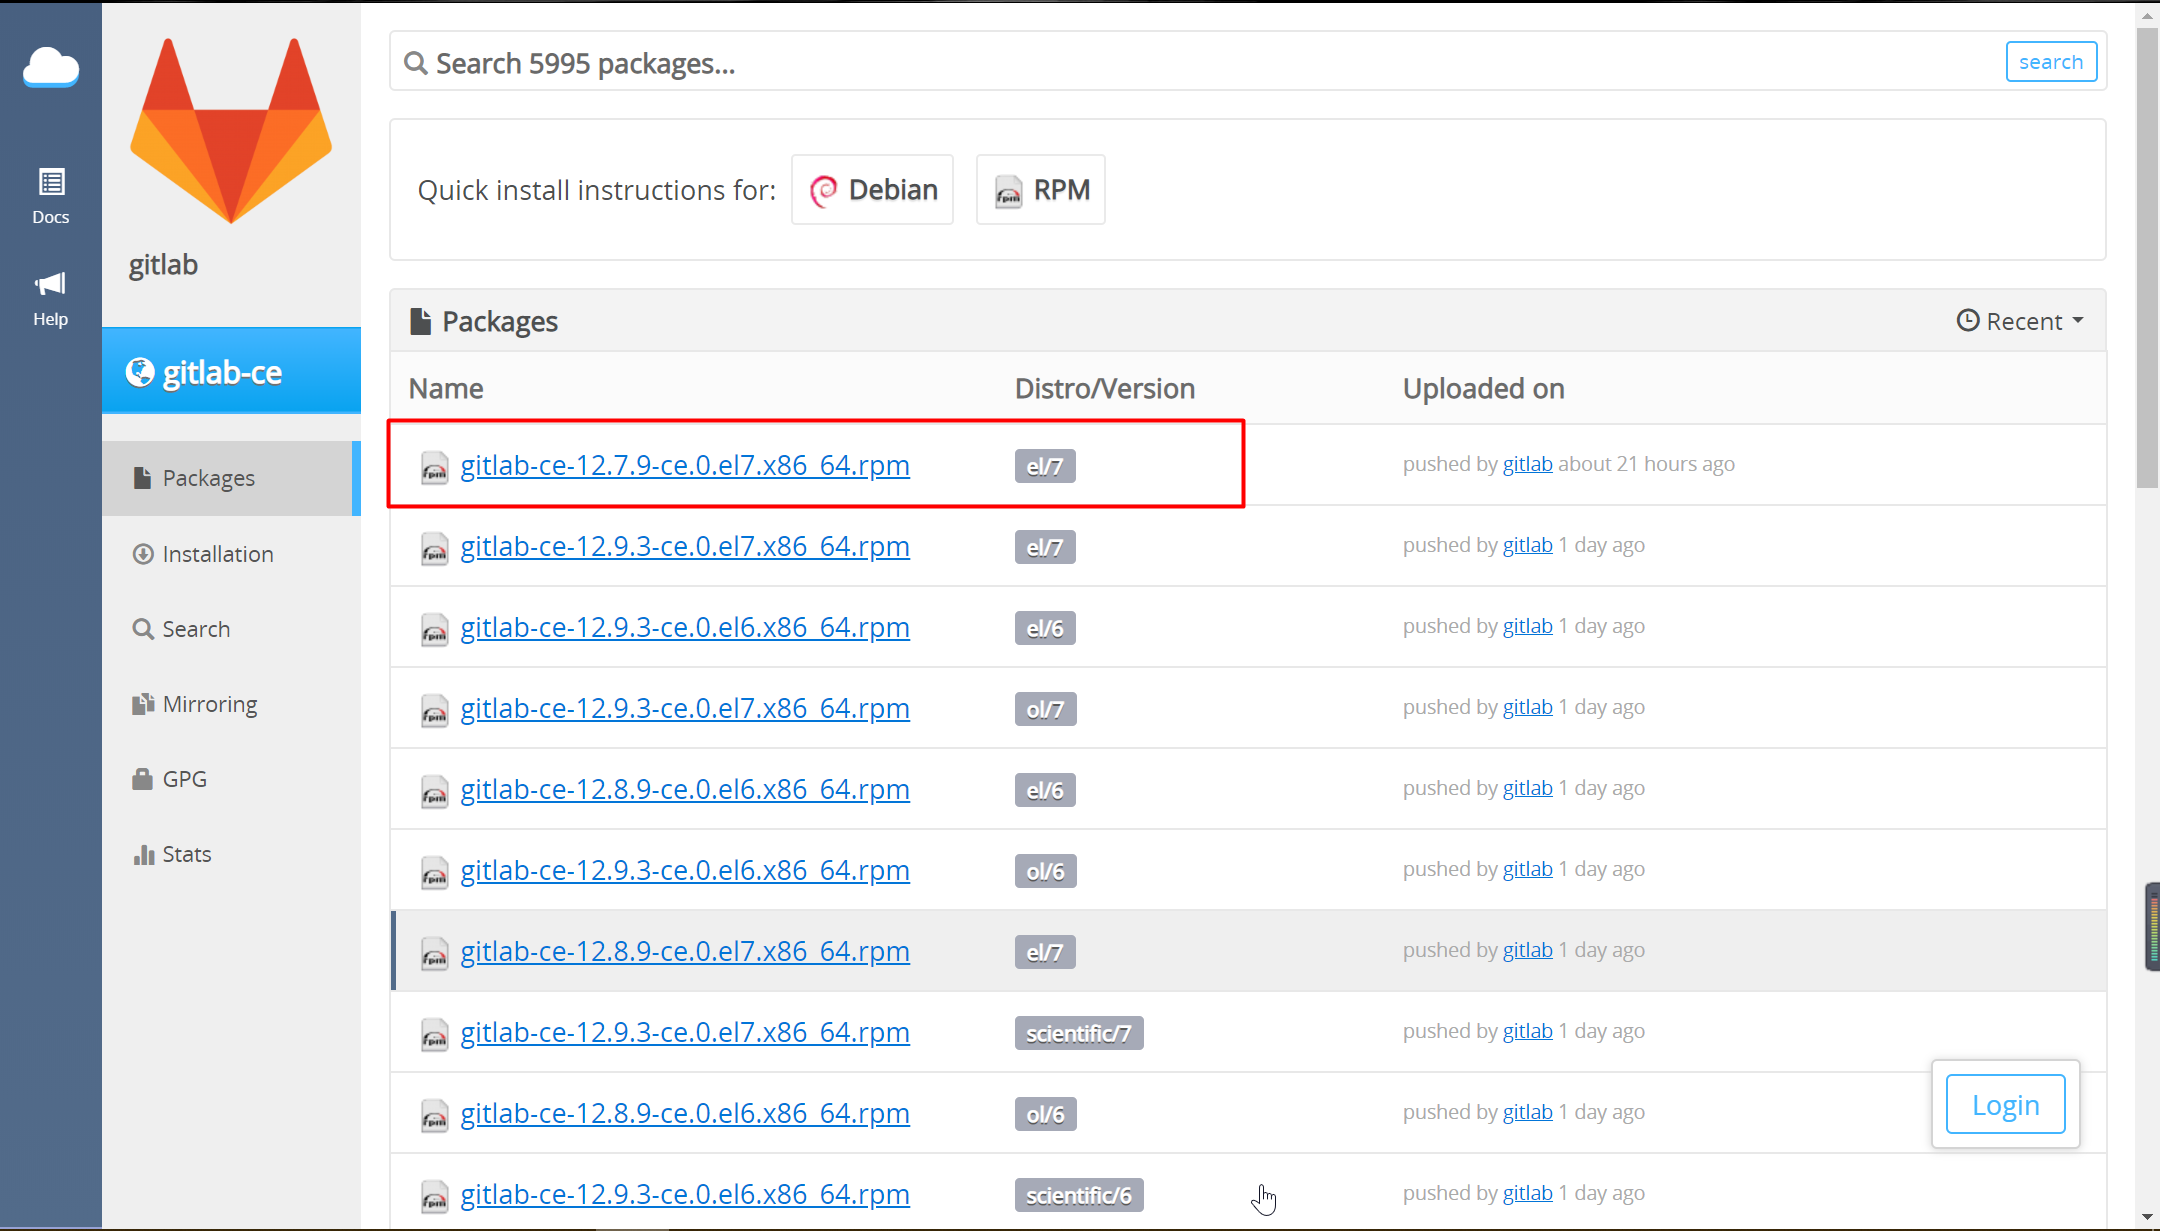 Search 5995 packages...
search
Docs
Help
gitlab
gitlab-ce
Packages
Installation
Search
Mirroring
GPG
Stats
Quick install instructions for: Debian RPM
Packages Recent
Name Distro/Version Uploaded on
gitlab-ce-12.7.9-ce.0.el7.x86_64.rpm el/7 pushed by gitlab about 21 hours ago
gitlab-ce-12.9.3-ce.0.el7.x86_64.rpm el/7 pushed by gitlab 1 day ago
gitlab-ce-12.9.3-ce.0.el6.x86_64.rpm el/6 pushed by gitlab 1 day ago
gitlab-ce-12.9.3-ce.0.el7.x86_64.rpm ol/7 pushed by gitlab 1 day ago
gitlab-ce-12.8.9-ce.0.el6.x86_64.rpm el/6 pushed by gitlab 1 day ago
gitlab-ce-12.9.3-ce.0.el6.x86_64.rpm ol/6 pushed by gitlab 1 day ago
gitlab-ce-12.8.9-ce.0.el7.x86_64.rpm el/7 pushed by gitlab 1 day ago
gitlab-ce-12.9.3-ce.0.el7.x86_64.rpm scientific/7 pushed by gitlab 1 day ago
gitlab-ce-12.8.9-ce.0.el6.x86_64.rpm ol/6 pushed by gitlab 1 day ago
Login
gitlab-ce-12.9.3-ce.0.el6.x86_64.rpm scientific/6 pushed by gitlab 1 day ago